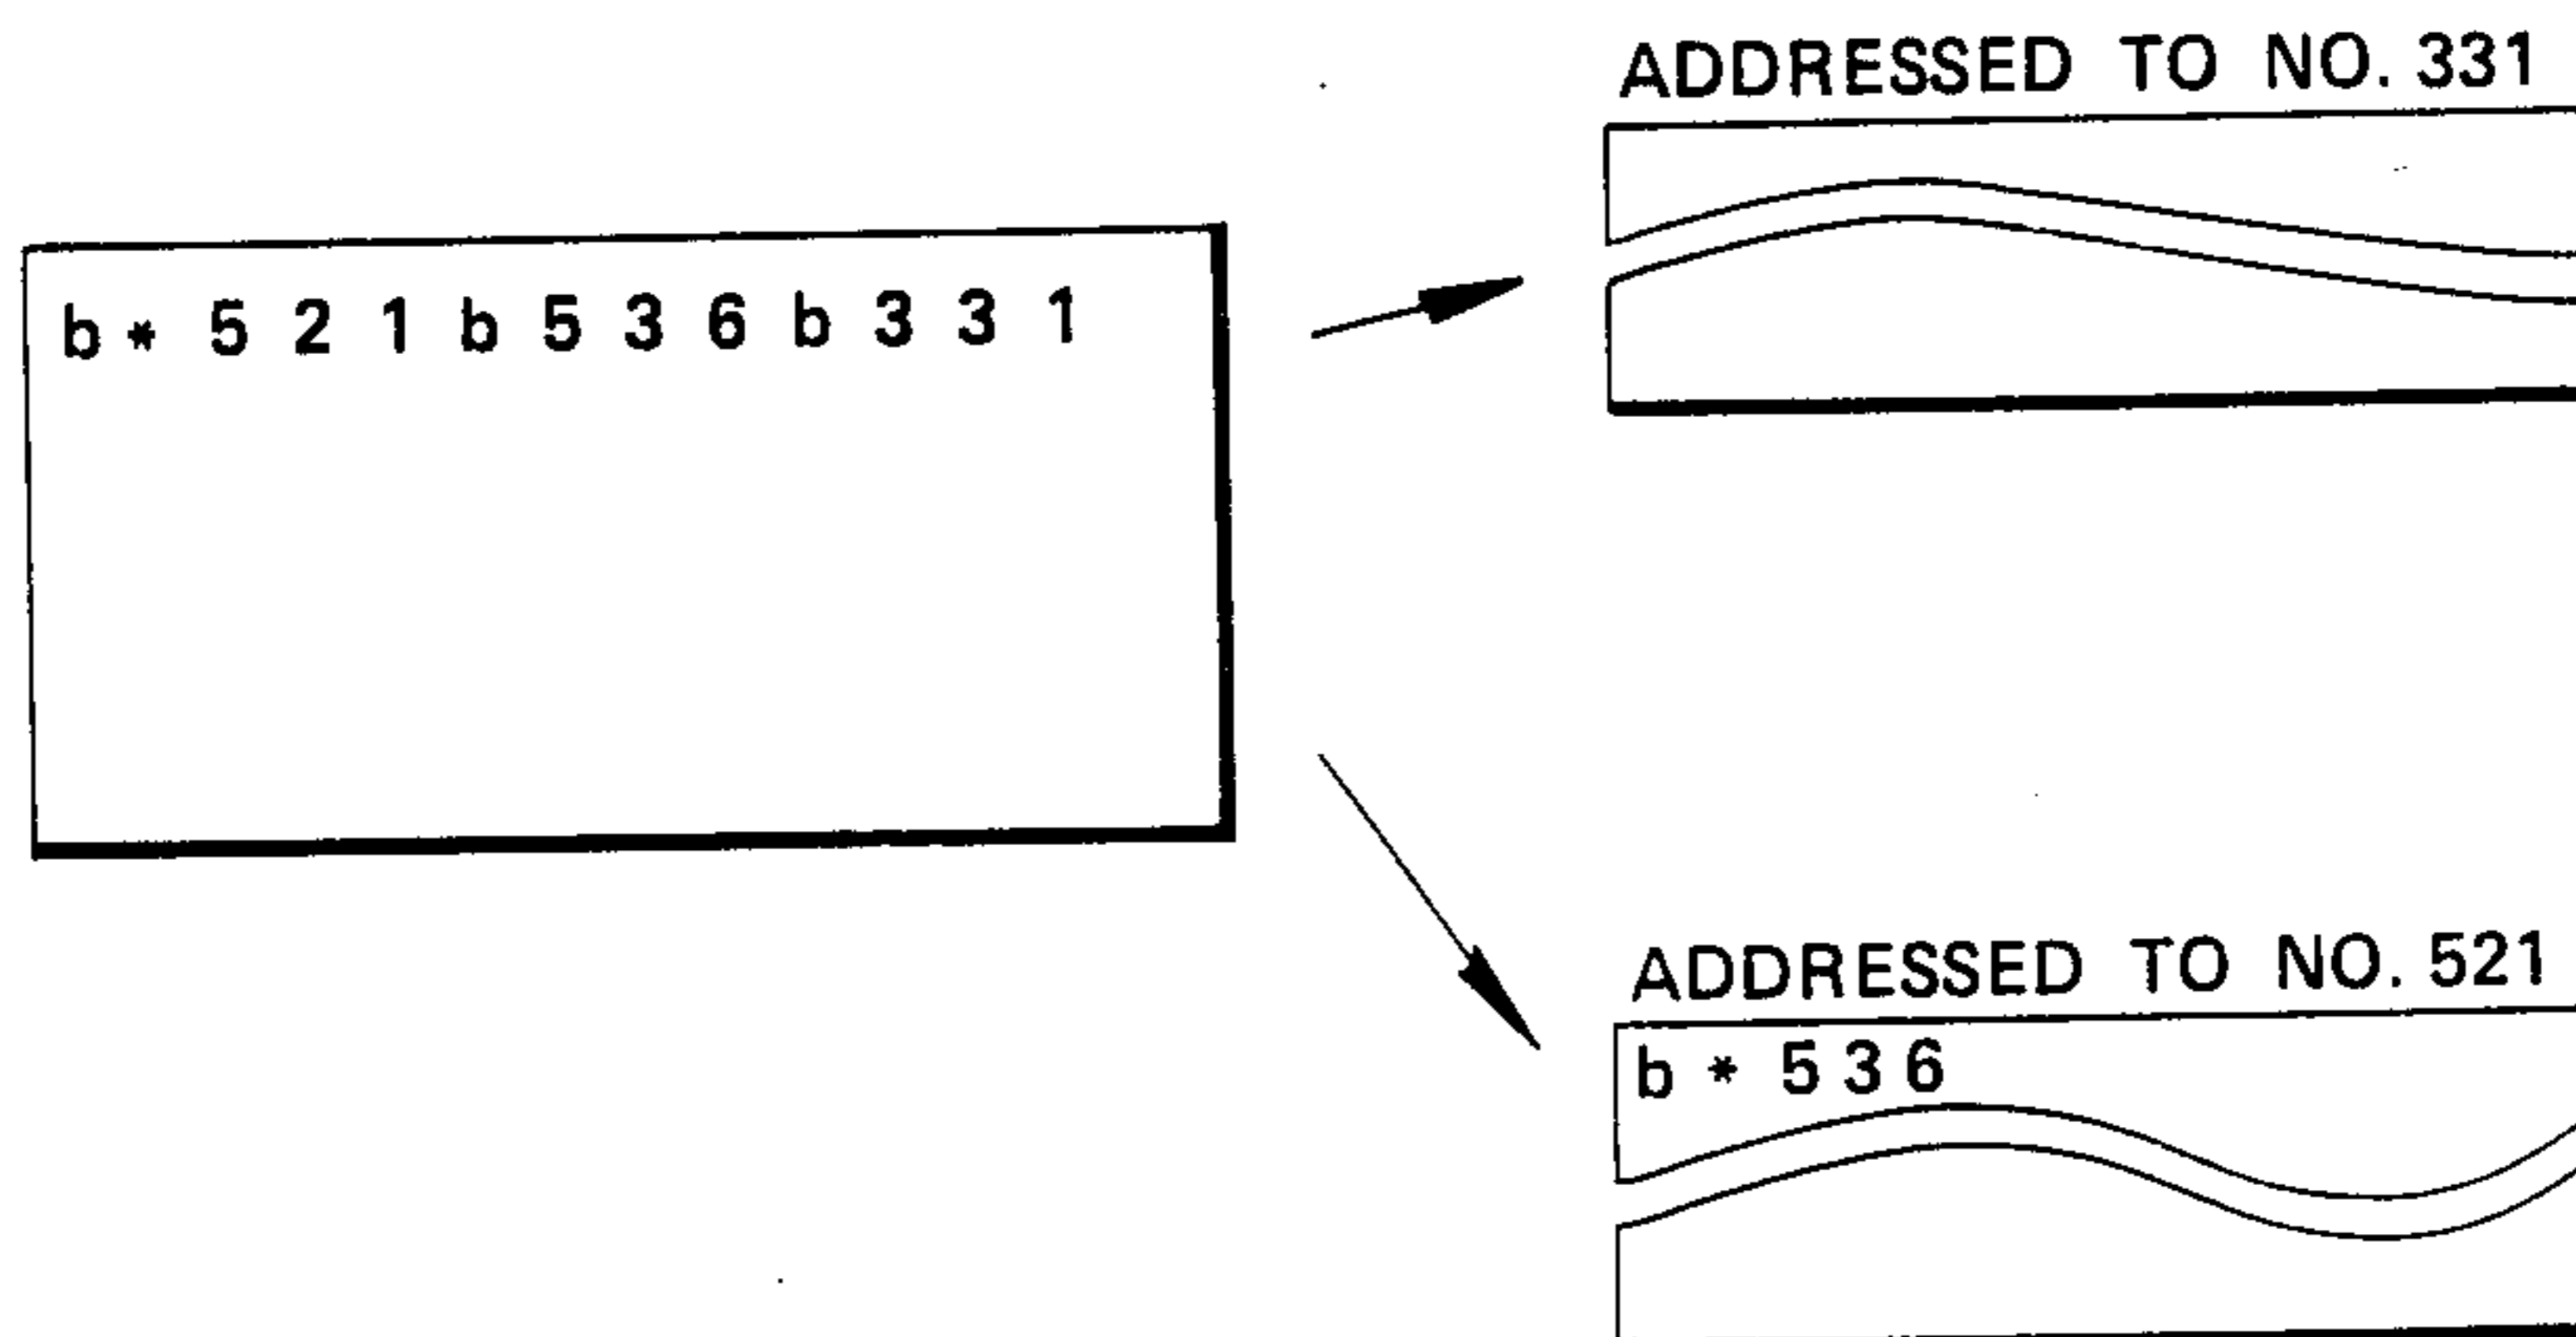 ADDRESSED TO NO. 331
b * 5 2 1 b 5 3 6 b 3 3 1
ADDRESSED TO NO. 521
b * 5 3 6